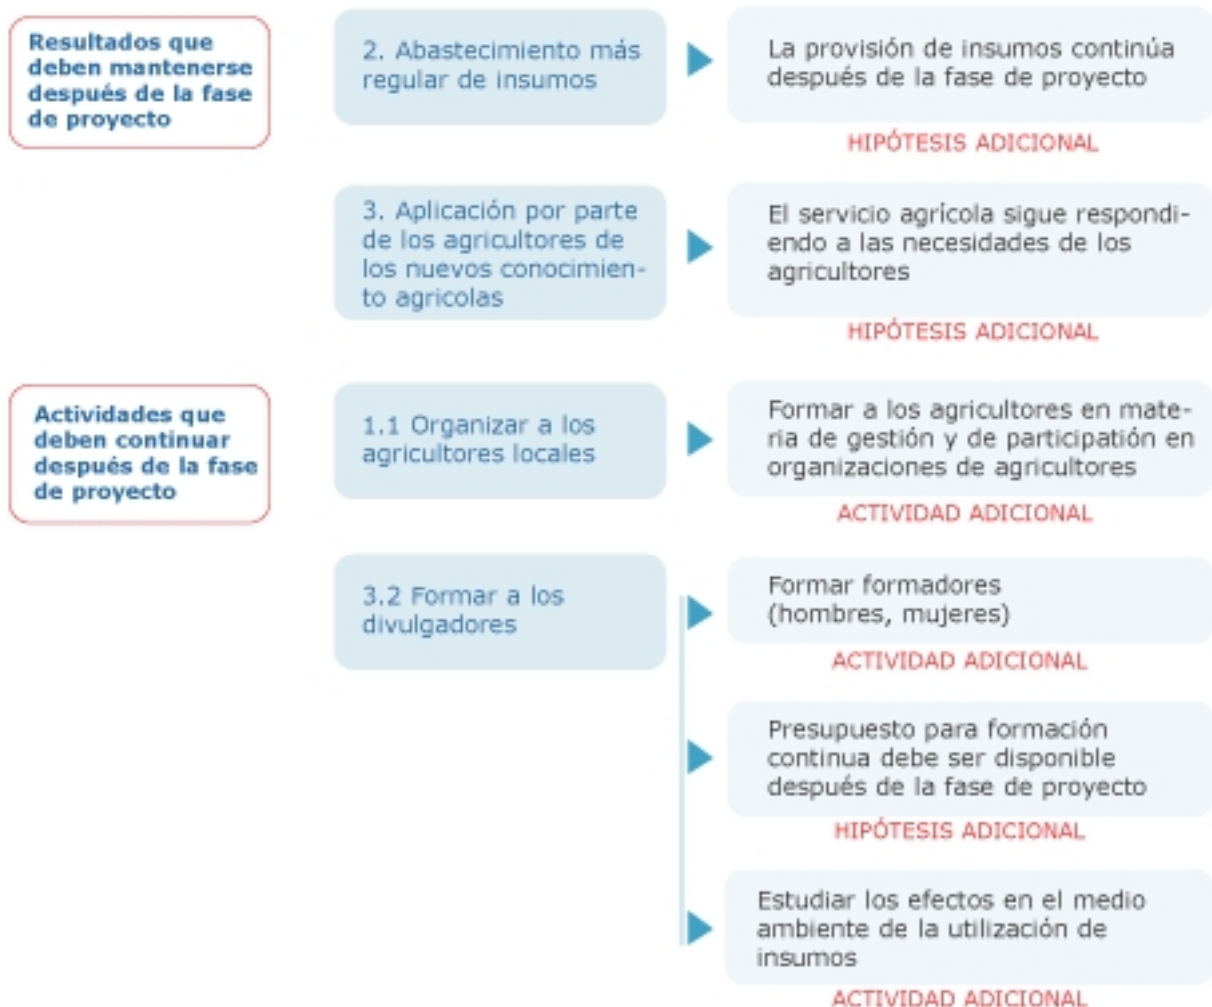 Resultados que
deben mantenerse
después de la fase
de proyecto
2. Abastecimiento más
regular de insumos
La provisión de insumos continúa
después de la fase de proyecto
HIPÓTESIS ADICIONAL
3. Aplicación por parte
de los agricultores de
los nuevos conocimien-
to agricolas
El servicio agrícola sigue respondi-
endo a las necesidades de los
agricultores
HIPÓTESIS ADICIONAL
Actividades que
deben continuar
después de la fase
de proyecto
1.1 Organizar a los
agricultores locales
Formar a los agricultores en mate-
ria de gestión y de participatión en
organizaciones de agricultores
ACTIVIDAD ADICIONAL
3.2 Formar a los
divulgadores
Formar formadores
(hombres, mujeres)
ACTIVIDAD ADICIONAL
Presupuesto para formación
continua debe ser disponible
después de la fase de proyecto
HIPÓTESIS ADICIONAL
Estudiar los efectos en el medio
ambiente de la utilización de
insumos
ACTIVIDAD ADICIONAL